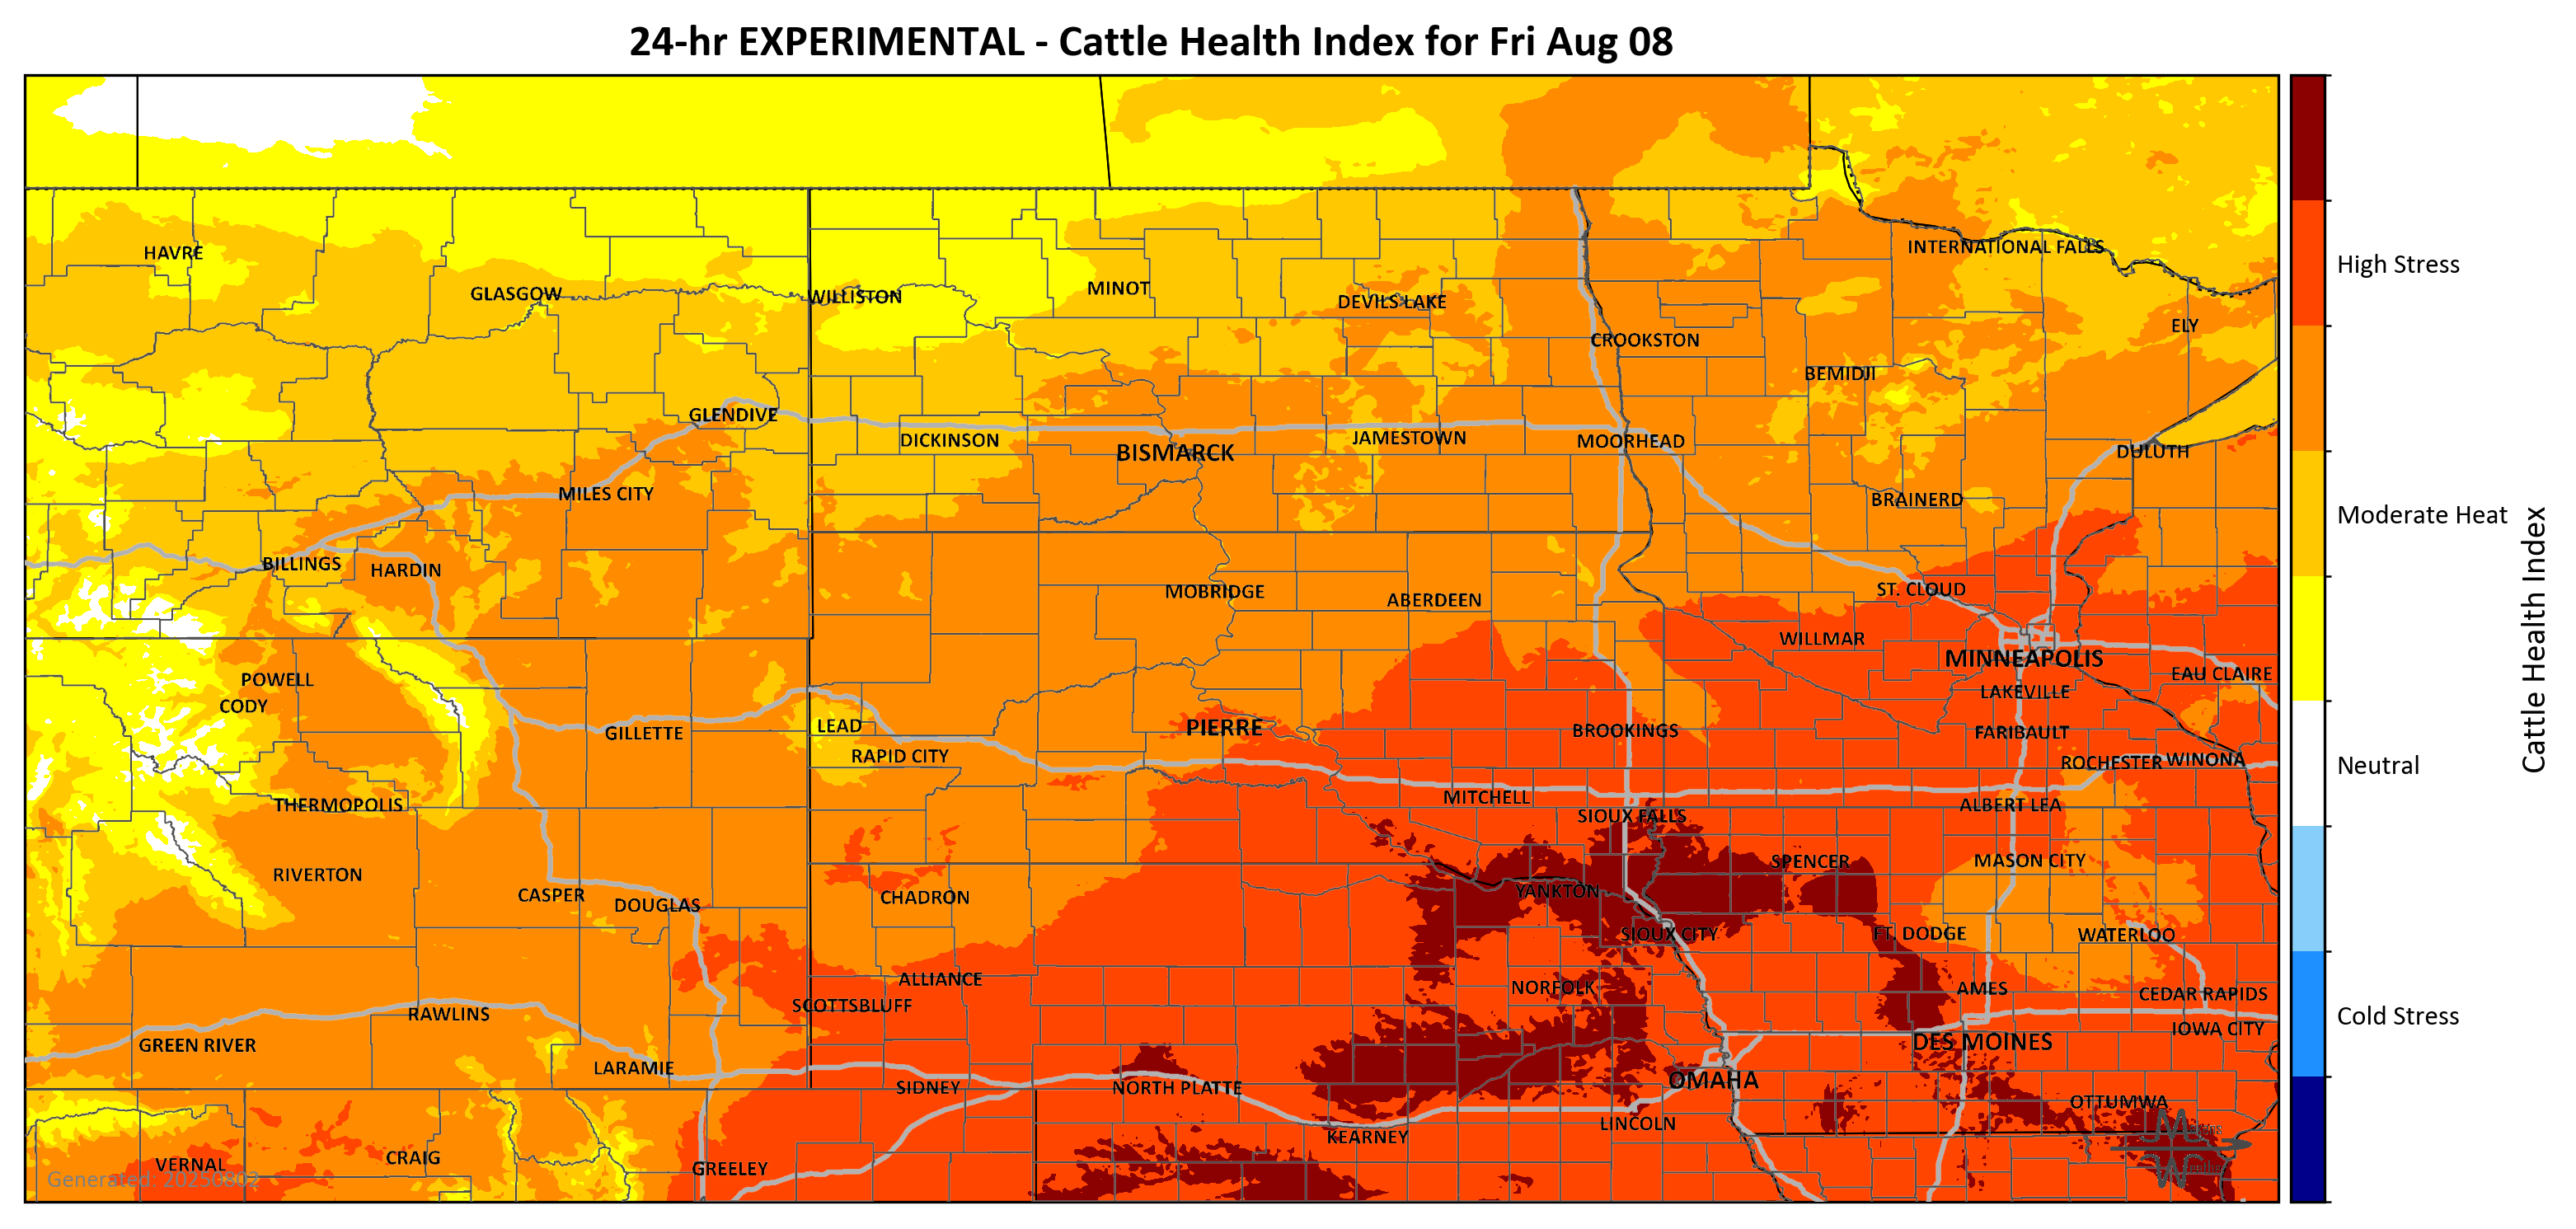 24-hr EXPERIMENTAL - Cattle Health Index for Fri Aug 08
HAVRE
INTERNATIONAL FALLS
GLASGOW
WILLISTON
MINOT
DEVILS LAKE
ELY
CROOKSTON
BEMIDJI
GLENDIVE
DICKINSON
BISMARCK
JAMESTOWN
MOORHEAD
DULUTH
MILES CITY
BRAINERD
BILLINGS
HARDIN
MOBRIDGE
ABERDEEN
ST. CLOUD
WILLMAR
MINNEAPOLIS
POWELL
EAU CLAIRE
CODY
LAKEVILLE
GILLETTE
LEAD
PIERRE
BROOKINGS
FARIBAULT
RAPID CITY
ROCHESTER
WINONA
THERMOPOLIS
MITCHELL
ALBERT LEA
SIOUX FALLS
RIVERTON
SPENCER
MASON CITY
CASPER
DOUGLAS
CHADRON
YANKTON
SIOUX CITY
FT. DODGE
WATERLOO
ALLIANCE
NORFOLK
AMES
CEDAR RAPIDS
SCOTTSBLUFF
RAWLINS
IOWA CITY
GREEN RIVER
DES MOINES
LARAMIE
SIDNEY
NORTH PLATTE
OMAHA
OTTUMWA
KEARNEY
LINCOLN
VERNAL
CRAIG
GREELEY
Generated: 20250802
High Stress
Moderate Heat
Neutral
Cold Stress
Cattle Health Index